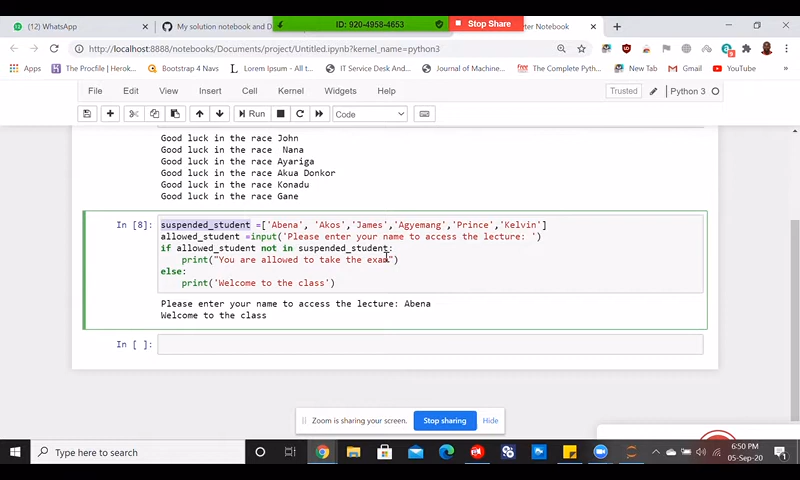 (12) WhatsApp
My solution notebook and D
ID: 920-4958-4653
Stop Share
ter Notebook
http://localhost:8888/notebooks/Documents/project/Untitled.ipynb?kernel_name=python3
Apps
The Procfile | Herok...
Bootstrap 4 Navs
Lorem Ipsum - All t...
IT Service Desk And...
Journal of Machine...
The Complete Pyth...
New Tab
Gmail
YouTube
File Edit View Insert Cell Kernel Widgets Help
Trusted
Python 3
Run
Code
Good luck in the race John
Good luck in the race  Nana
Good luck in the race Ayariga
Good luck in the race Akua Donkor
Good luck in the race Konadu
Good luck in the race Gane
In [8]:
suspended_student =['Abena', 'Akos','James','Agyemang','Prince','Kelvin']
allowed_student =input('Please enter your name to access the lecture: ')
if allowed_student not in suspended_student:
print("You are allowed to take the exam")
else:
print('Welcome to the class')
Please enter your name to access the lecture: Abena
Welcome to the class
In [ ]:
Zoom is sharing your screen.
Stop sharing
Hide
Type here to search
6:50 PM
05-Sep-20